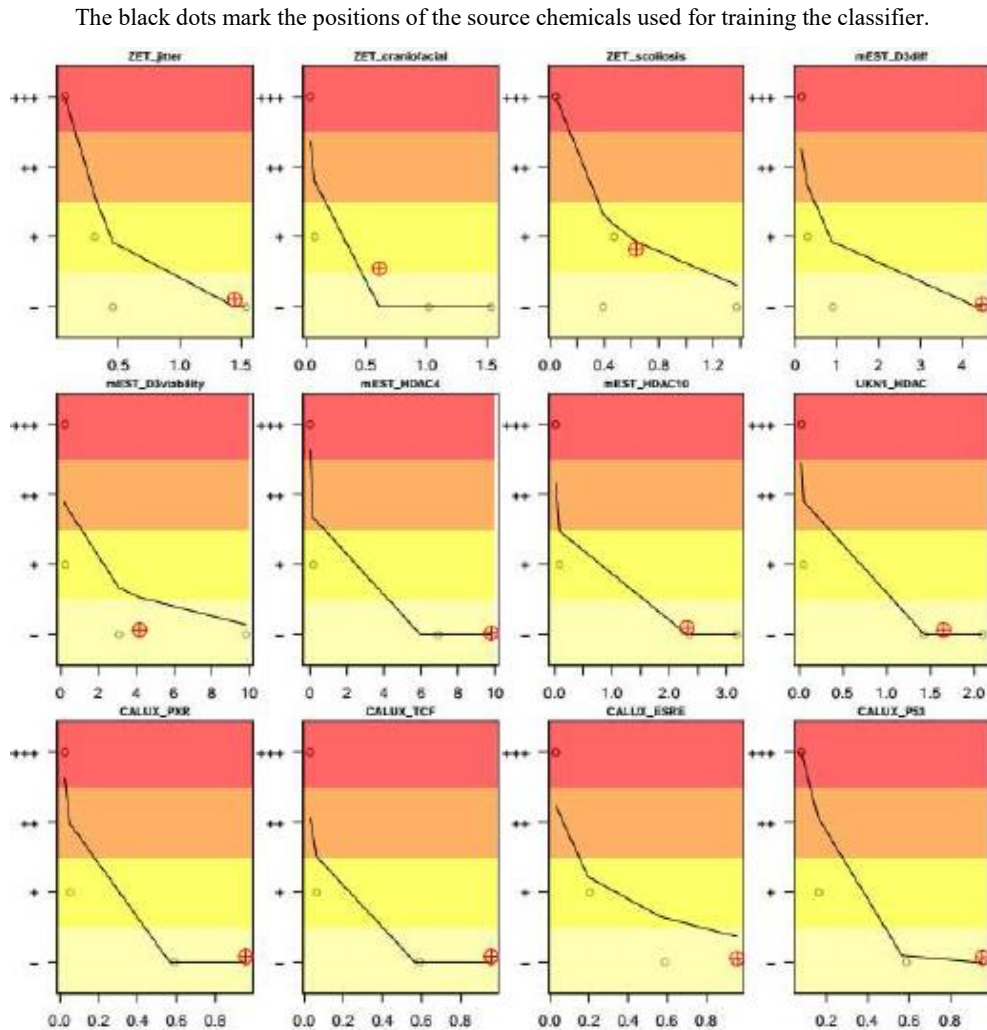 The black dots mark the positions of the source chemicals used for training the classifier.
ZET_jitter ZET_craniofacial ZET_scoliosis mEST_D3diff
+++ +++ +++ +++
++ ++ ++ ++
+ + + +
− − − −
0.5 1.0 1.5 0.0 0.5 1.0 1.5 0.0 0.4 0.8 1.2 0 1 2 3 4
mEST_D3viability mEST_HDAC4 mEST_HDAC10 UKN1_HDAC
+++ +++ +++ +++
++ ++ ++ ++
+ + + +
− − − −
0 2 4 6 8 10 0 2 4 6 8 10 0.0 1.0 2.0 3.0 0.0 0.5 1.0 1.5 2.0
CALUX_PXR CALUX_TCF CALUX_ESRE CALUX_P53
+++ +++ +++ +++
++ ++ ++ ++
+ + + +
− − − −
0.0 0.2 0.4 0.6 0.8 0.0 0.2 0.4 0.6 0.8 0.0 0.2 0.4 0.6 0.8 0.2 0.4 0.6 0.8